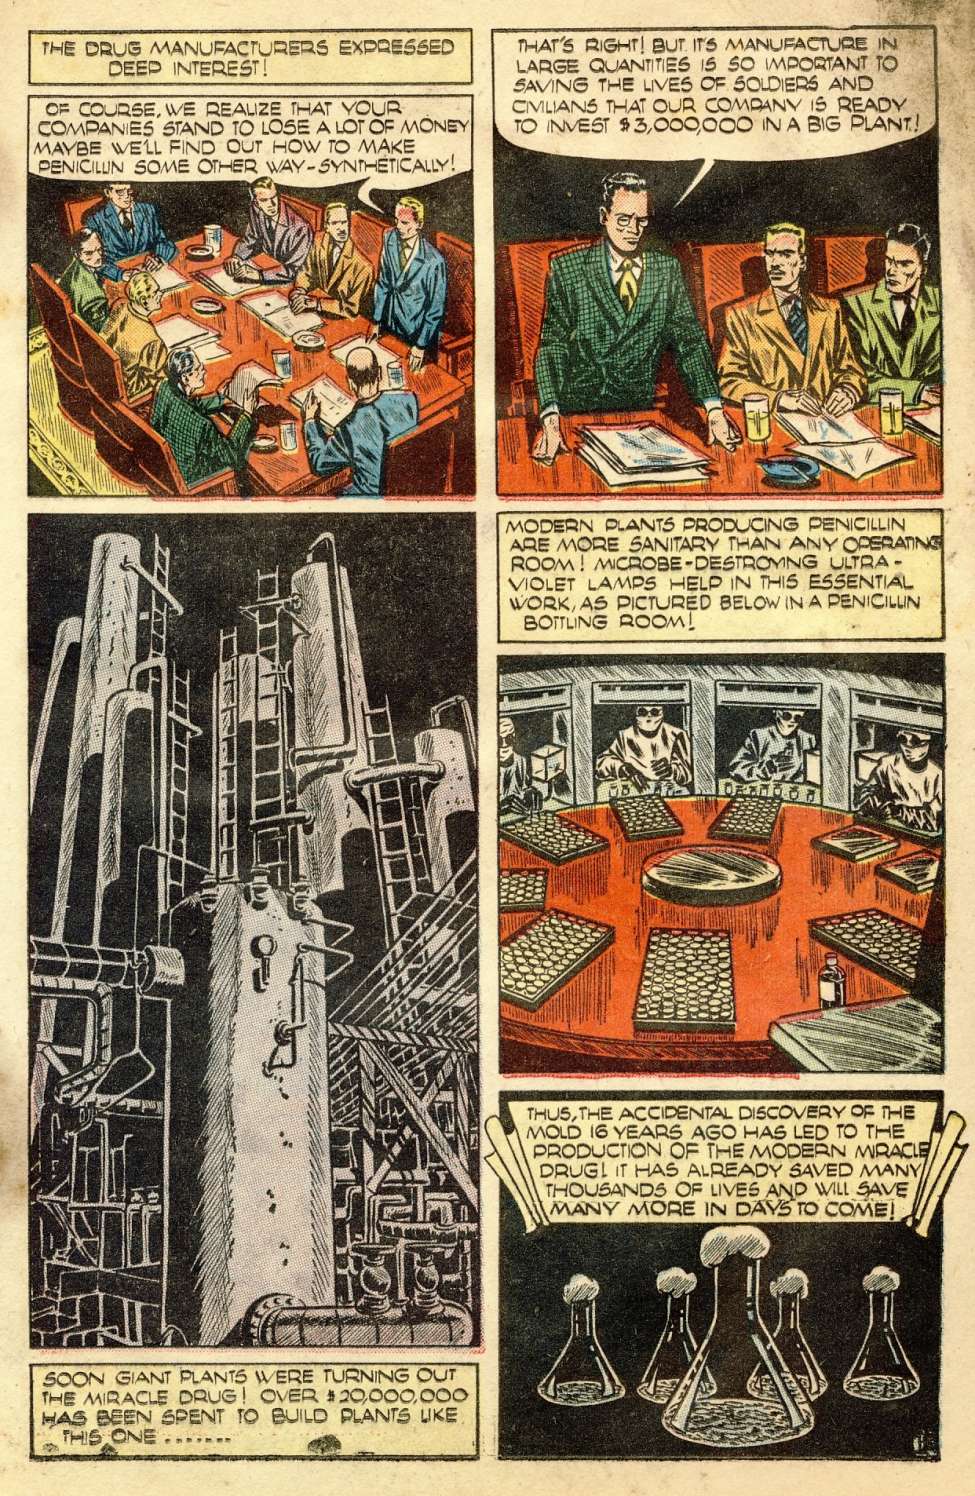 THE DRUG MANUFACTURERS EXPRESSED
DEEP INTEREST!
OF COURSE, WE REALIZE THAT YOUR
COMPANIES STAND TO LOSE A LOT OF MONEY
MAYBE WE'LL FIND OUT HOW TO MAKE
PENICILLIN SOME OTHER WAY-SYNTHETICALLY!
THAT'S RIGHT! BUT IT'S MANUFACTURE IN
LARGE QUANTITIES IS SO IMPORTANT TO
SAVING THE LIVES OF SOLDIERS AND
CIVILIANS THAT OUR COMPANY IS READY
TO INVEST $3,000,000 IN A BIG PLANT!
SOON GIANT PLANTS WERE TURNING OUT
THE MIRACLE DRUG! OVER $20,000,000
HAS BEEN SPENT TO BUILD PLANTS LIKE
THIS ONE .......
MODERN PLANTS PRODUCING PENICILLIN
ARE MORE SANITARY THAN ANY OPERATING
ROOM! MICROBE-DESTROYING ULTRA-
VIOLET LAMPS HELP IN THIS ESSENTIAL
WORK, AS PICTURED BELOW IN A PENICILLIN
BOTTLING ROOM!
THUS, THE ACCIDENTAL DISCOVERY OF THE
MOLD 16 YEARS AGO HAS LED TO THE
PRODUCTION OF THE MODERN MIRACLE
DRUG! IT HAS ALREADY SAVED MANY
THOUSANDS OF LIVES AND WILL SAVE
MANY MORE IN DAYS TO COME!